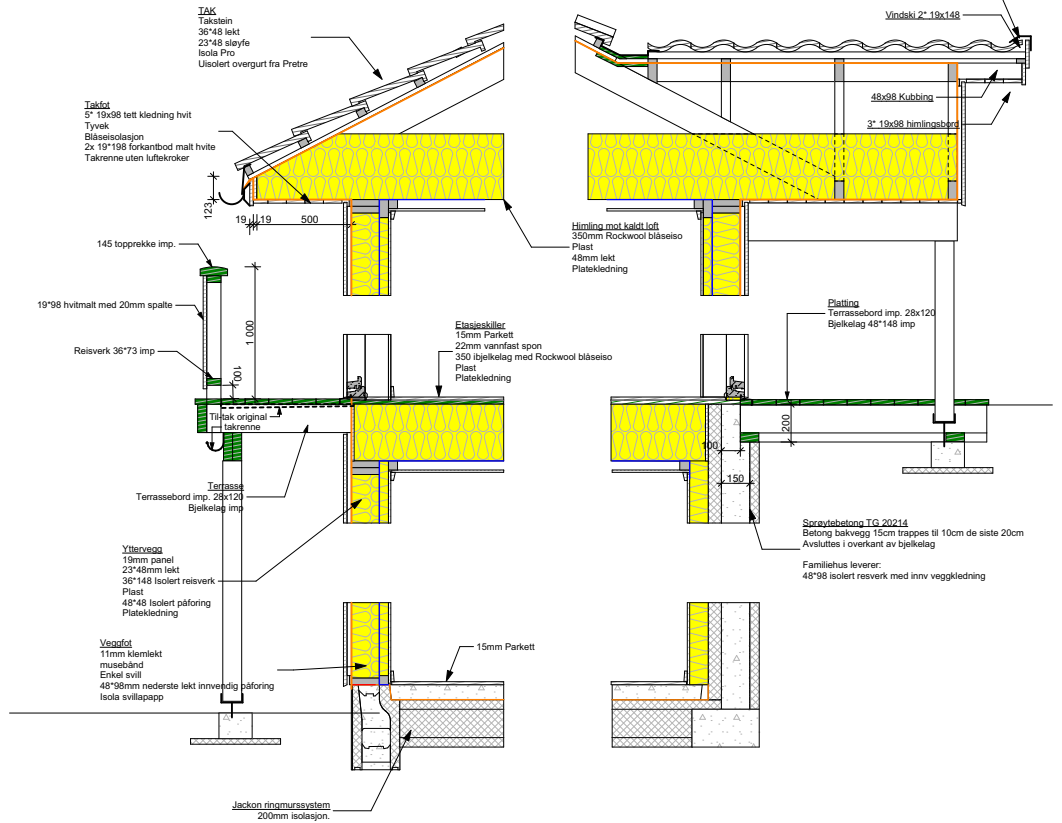 TAK
Takstein
36*48 lekt
23*48 sløyfe
Isola Pro
Uisolert overgurt fra Pretre
Vindski 2* 19x148
48x98 Kubbing
3* 19x98 himlingsbord
Takfot
5* 19x98 tett kledning hvit
Tyvek
Blåseisolasjon
2x 19*198 forkantbod malt hvite
Takrenne uten luftekroker
123
19
19
500
Himling mot kaldt loft
350mm Rockwool blåseiso
Plast
48mm lekt
Platekledning
145 topprekke imp.
19*98 hvitmalt med 20mm spalte
1 000
Reisverk 36*73 imp
100
Etasjeskiller
15mm Parkett
22mm vannfast spon
350 ibjelkelag med Rockwool blåseiso
Plast
Platekledning
Platting
Terrassebord imp. 28x120
Bjelkelag 48*148 imp
Til-tak original
takrenne
200
100
150
Terrasse
Terrassebord imp. 28x120
Bjelkelag imp
Sprøytebetong TG 20214
Betong bakvegg 15cm trappes til 10cm de siste 20cm
Avsluttes i overkant av bjelkelag
Familiehus leverer:
48*98 isolert resverk med innv veggkledning
Yttervegg
19mm panel
23*48mm lekt
36*148 Isolert reisverk
Plast
48*48 Isolert påforing
Platekledning
Veggfot
11mm klemlekt
musebånd
Enkel svill
48*98mm nederste lekt innvendig påforing
Isola svillapapp
15mm Parkett
Jackon ringmurssystem
200mm isolasjon.